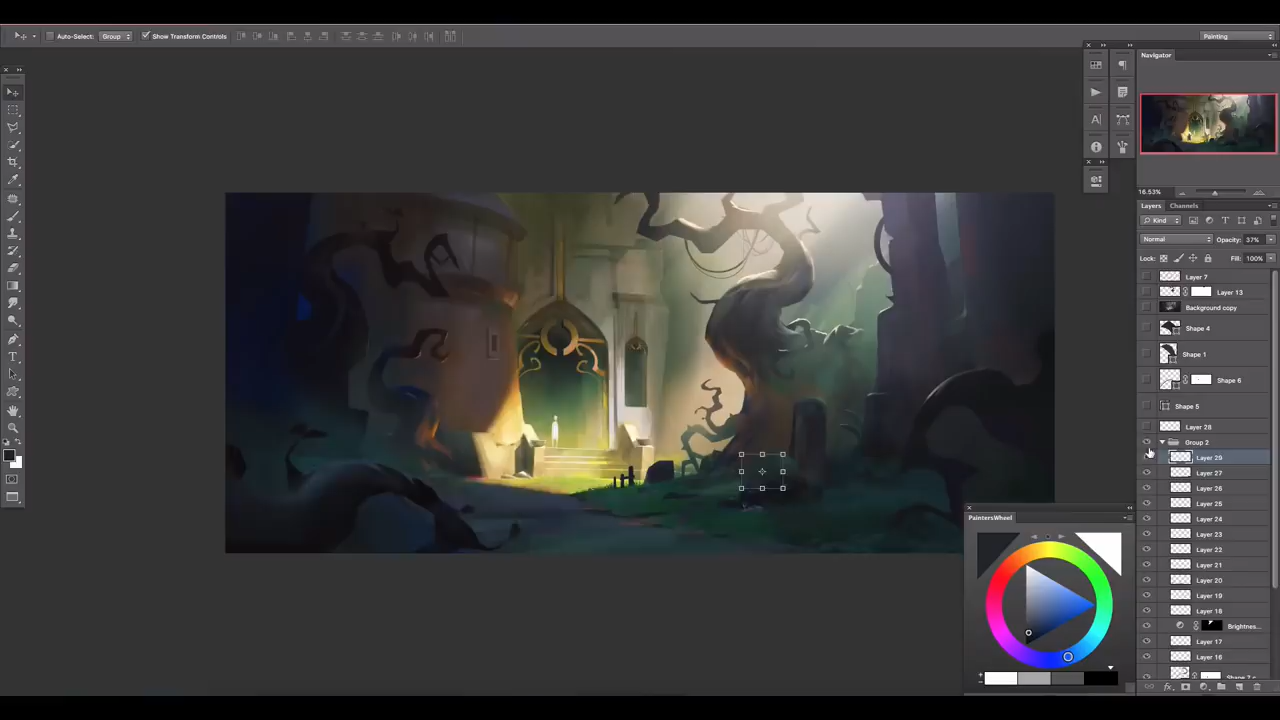 Auto-Select:
Group
Show Transform Controls
Painting
Navigator
16.53%
Layers
Channels
Kind
Normal
Opacity: 37%
Lock:
Fill: 100%
Layer 7
Layer 13
Background copy
Shape 4
Shape 1
Shape 6
Shape 5
Layer 28
Group 2
Layer 29
Layer 27
Layer 26
Layer 25
Layer 24
Layer 23
Layer 22
Layer 21
Layer 20
Layer 19
Layer 18
Brightnes...
Layer 17
Layer 16
PaintersWheel